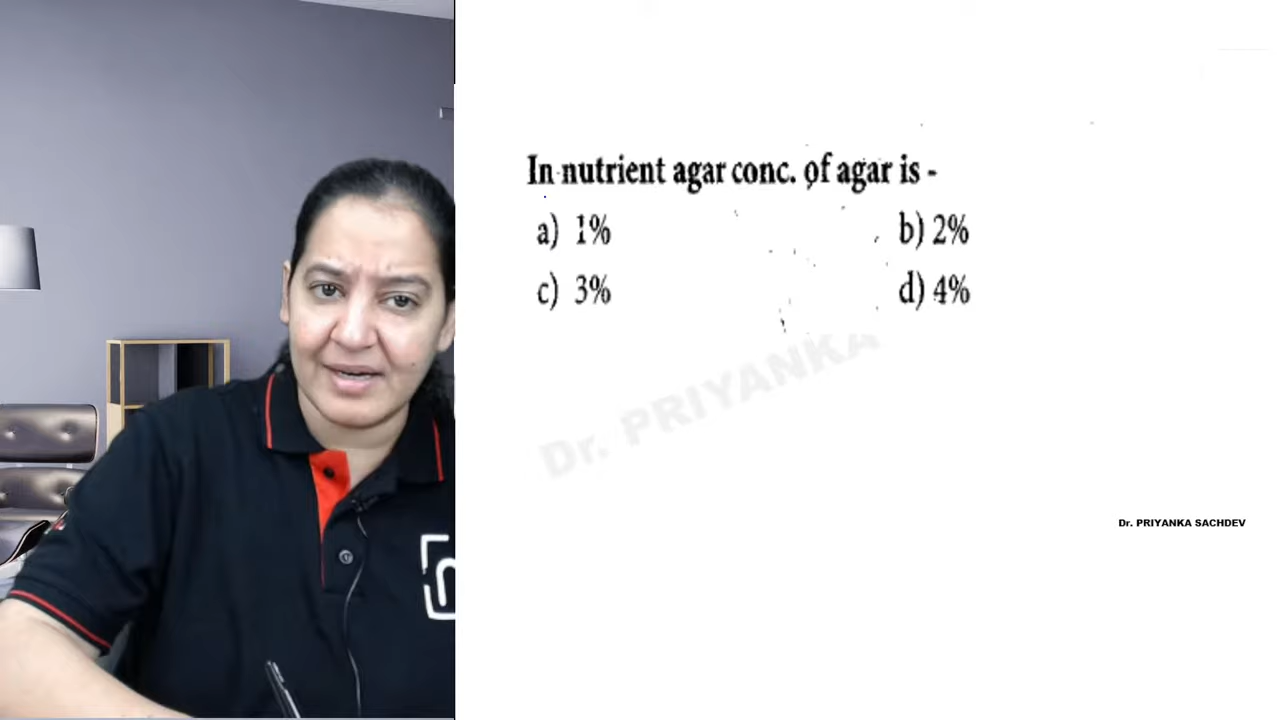 In nutrient agar conc. of agar is -
a) 1%
b) 2%
c) 3%
d) 4%
Dr. PRIYANKA
Dr. PRIYANKA SACHDEV